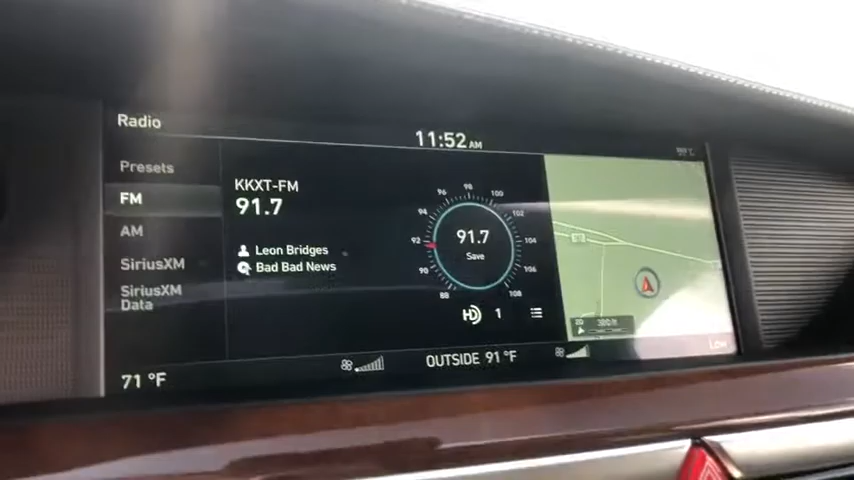 Radio
11:52 AM
Presets
FM
AM
SiriusXM
SiriusXM
Data
KKXT-FM
91.7
Leon Bridges
Bad Bad News
88
90
92
94
96
98
100
102
104
106
108
91.7
Save
HD 1
2D
71 °F
OUTSIDE 91 °F
Low